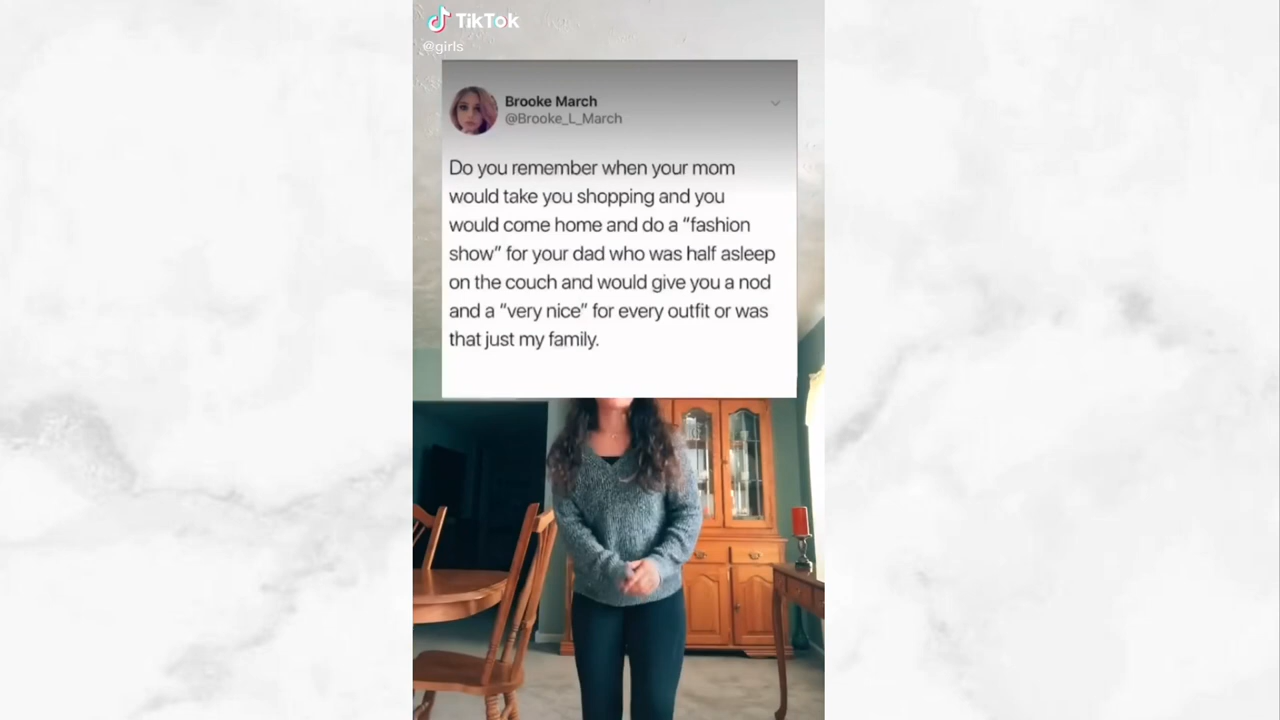 TikTok
@girls
Brooke March
@Brooke_L_March
Do you remember when your mom
would take you shopping and you
would come home and do a “fashion
show” for your dad who was half asleep
on the couch and would give you a nod
and a “very nice” for every outfit or was
that just my family.